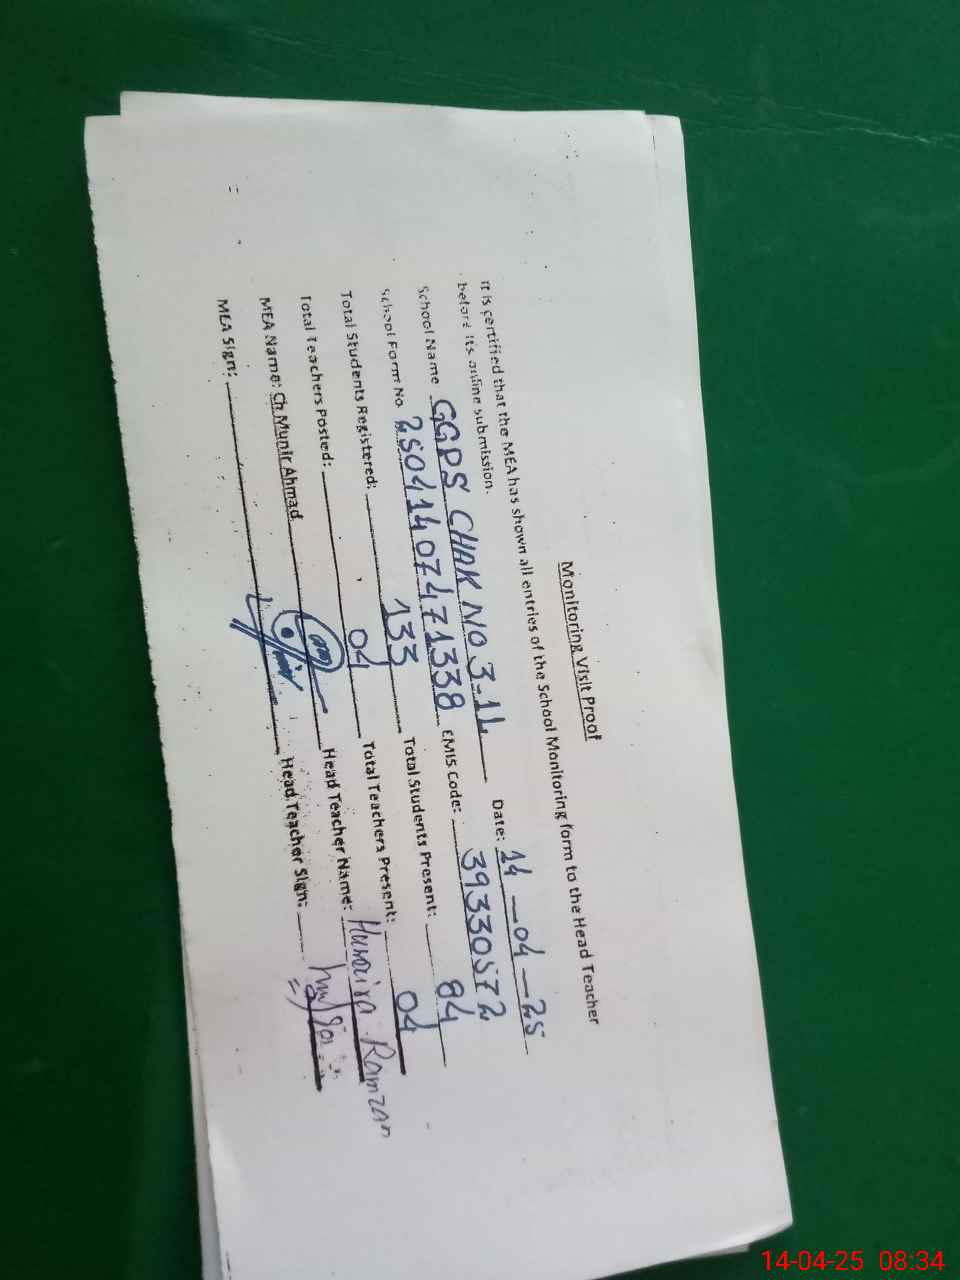 Monitoring Visit Proof
It is certified that the MEA has shown all entries of the School Monitoring form to the Head Teacher
before its online submission.
School Name GGPS CHAK NO 3-1L Date: 14-04-25
School Form No. 25041407471338 EMIS Code: 39330572
Total Students Registered: 133 Total Students Present: 84
Total Teachers Posted: 04 Total Teachers Present: 04
MEA Name: Ch Munir Ahmad Head Teacher Name: Huraira Ramzan
MEA Sign: Head Teacher Sign:
14-04-25 08:34